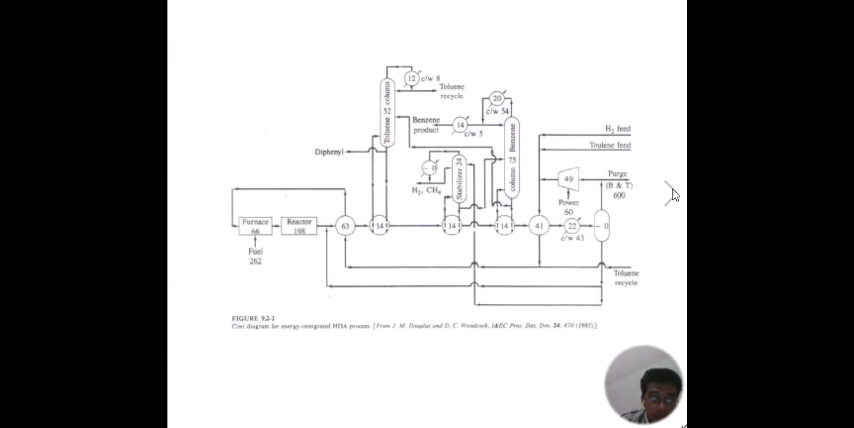 12
c/w 8
Toluene
recycle
Toluene column
52
20
c/w 54
Benzene
product
14
c/w 5
Benzene
column
75
H₂ feed
Toulene feed
Diphenyl
~ 0
Stabilizer 24
H₂, CH₄
49
Purge
(B & T)
600
Power
60
Furnace
66
Reactor
198
63
14
14
14
41
22
c/w 43
~ 0
Fuel
262
Toluene
recycle
FIGURE 9.2-2
Cost diagram for energy-integrated HDA process. [From J. M. Douglas and D. C. Woodcock, I&EC Proc. Des. Dev. 24: 470 (1985).]